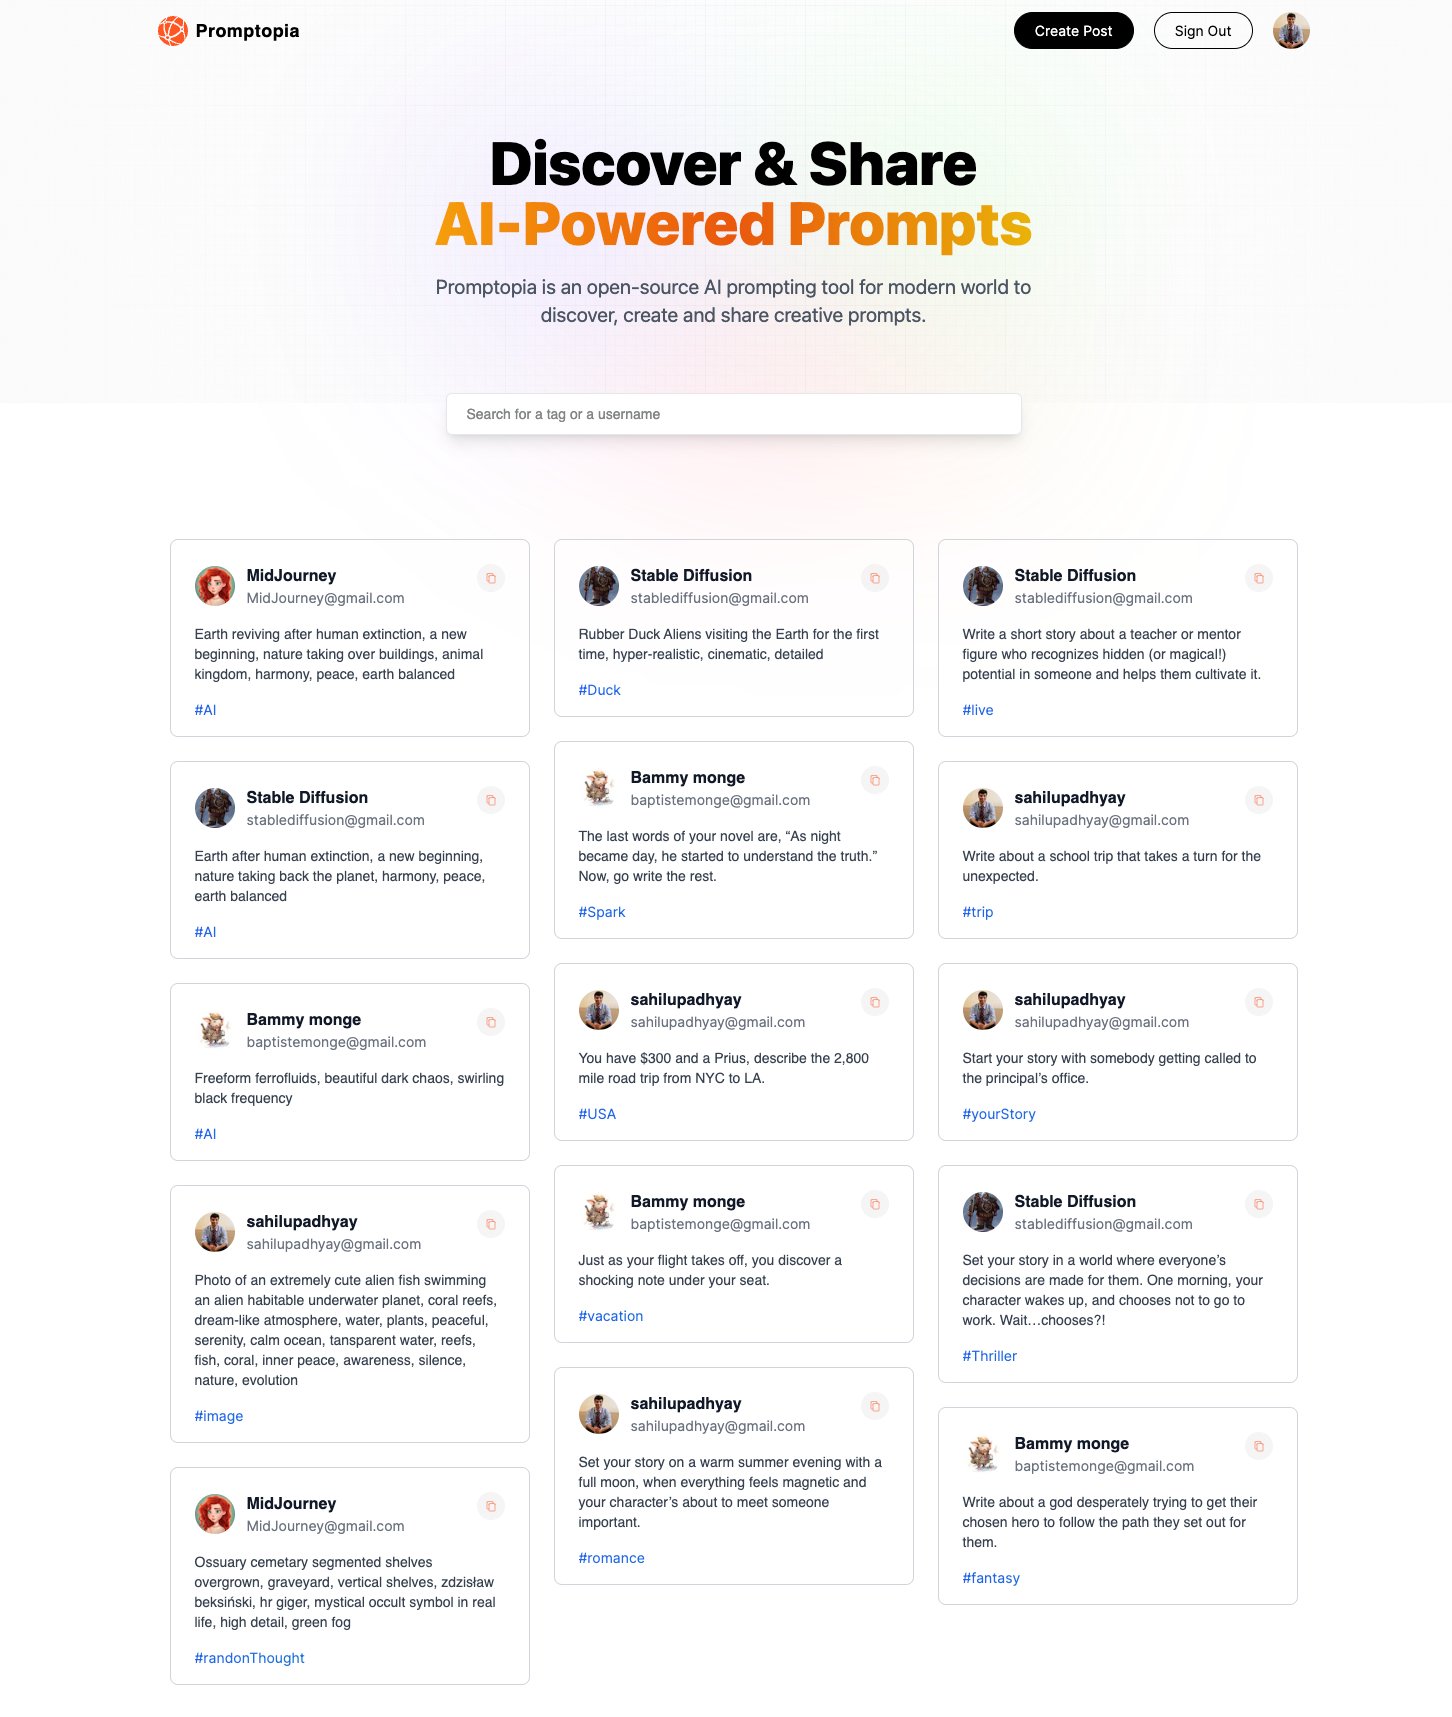 Promptopia
Create Post
Sign Out
Discover & Share
AI-Powered Prompts
Promptopia is an open-source AI prompting tool for modern world to
discover, create and share creative prompts.
Search for a tag or a username
MidJourney
MidJourney@gmail.com
Earth reviving after human extinction, a new
beginning, nature taking over buildings, animal
kingdom, harmony, peace, earth balanced
#AI
Stable Diffusion
stablediffusion@gmail.com
Earth after human extinction, a new beginning,
nature taking back the planet, harmony, peace,
earth balanced
#AI
Bammy monge
baptistemonge@gmail.com
Freeform ferrofluids, beautiful dark chaos, swirling
black frequency
#AI
sahilupadhyay
sahilupadhyay@gmail.com
Photo of an extremely cute alien fish swimming
an alien habitable underwater planet, coral reefs,
dream-like atmosphere, water, plants, peaceful,
serenity, calm ocean, tansparent water, reefs,
fish, coral, inner peace, awareness, silence,
nature, evolution
#image
MidJourney
MidJourney@gmail.com
Ossuary cemetary segmented shelves
overgrown, graveyard, vertical shelves, zdzisław
beksiński, hr giger, mystical occult symbol in real
life, high detail, green fog
#randonThought
Stable Diffusion
stablediffusion@gmail.com
Rubber Duck Aliens visiting the Earth for the first
time, hyper-realistic, cinematic, detailed
#Duck
Bammy monge
baptistemonge@gmail.com
The last words of your novel are, “As night
became day, he started to understand the truth.”
Now, go write the rest.
#Spark
sahilupadhyay
sahilupadhyay@gmail.com
You have $300 and a Prius, describe the 2,800
mile road trip from NYC to LA.
#USA
Bammy monge
baptistemonge@gmail.com
Just as your flight takes off, you discover a
shocking note under your seat.
#vacation
sahilupadhyay
sahilupadhyay@gmail.com
Set your story on a warm summer evening with a
full moon, when everything feels magnetic and
your character’s about to meet someone
important.
#romance
Stable Diffusion
stablediffusion@gmail.com
Write a short story about a teacher or mentor
figure who recognizes hidden (or magical!)
potential in someone and helps them cultivate it.
#live
sahilupadhyay
sahilupadhyay@gmail.com
Write about a school trip that takes a turn for the
unexpected.
#trip
sahilupadhyay
sahilupadhyay@gmail.com
Start your story with somebody getting called to
the principal’s office.
#yourStory
Stable Diffusion
stablediffusion@gmail.com
Set your story in a world where everyone’s
decisions are made for them. One morning, your
character wakes up, and chooses not to go to
work. Wait…chooses?!
#Thriller
Bammy monge
baptistemonge@gmail.com
Write about a god desperately trying to get their
chosen hero to follow the path they set out for
them.
#fantasy